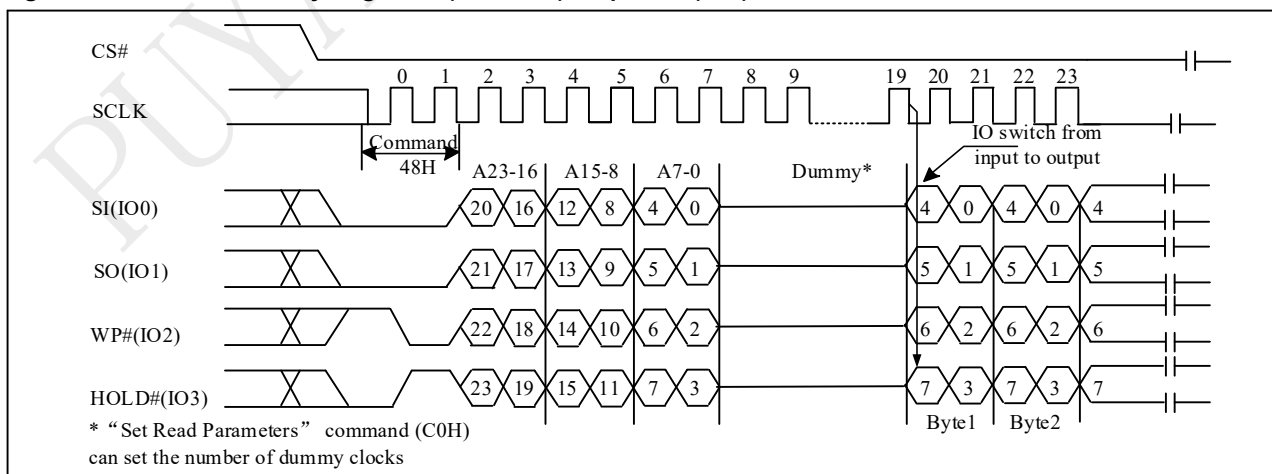 PUYA
CS#
0 1 2 3 4 5 6 7 8 9 19 20 21 22 23
SCLK
Command
48H
IO switch from
input to output
A23-16 A15-8 A7-0 Dummy*
SI(IO0) 20 16 12 8 4 0 4 0 4 0 4
SO(IO1) 21 17 13 9 5 1 5 1 5 1 5
WP#(IO2) 22 18 14 10 6 2 6 2 6 2 6
HOLD#(IO3) 23 19 15 11 7 3 7 3 7 3 7
Byte1 Byte2
* “Set Read Parameters” command (C0H)
can set the number of dummy clocks